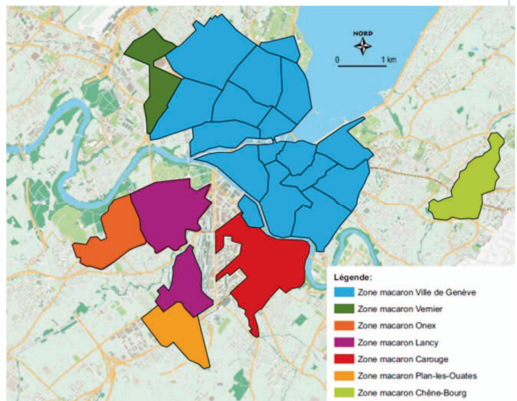 NORD
0 1 km
Légende:
Zone macaron Ville de Genève
Zone macaron Vernier
Zone macaron Onex
Zone macaron Lancy
Zone macaron Carouge
Zone macaron Plan-les-Ouates
Zone macaron Chêne-Bourg